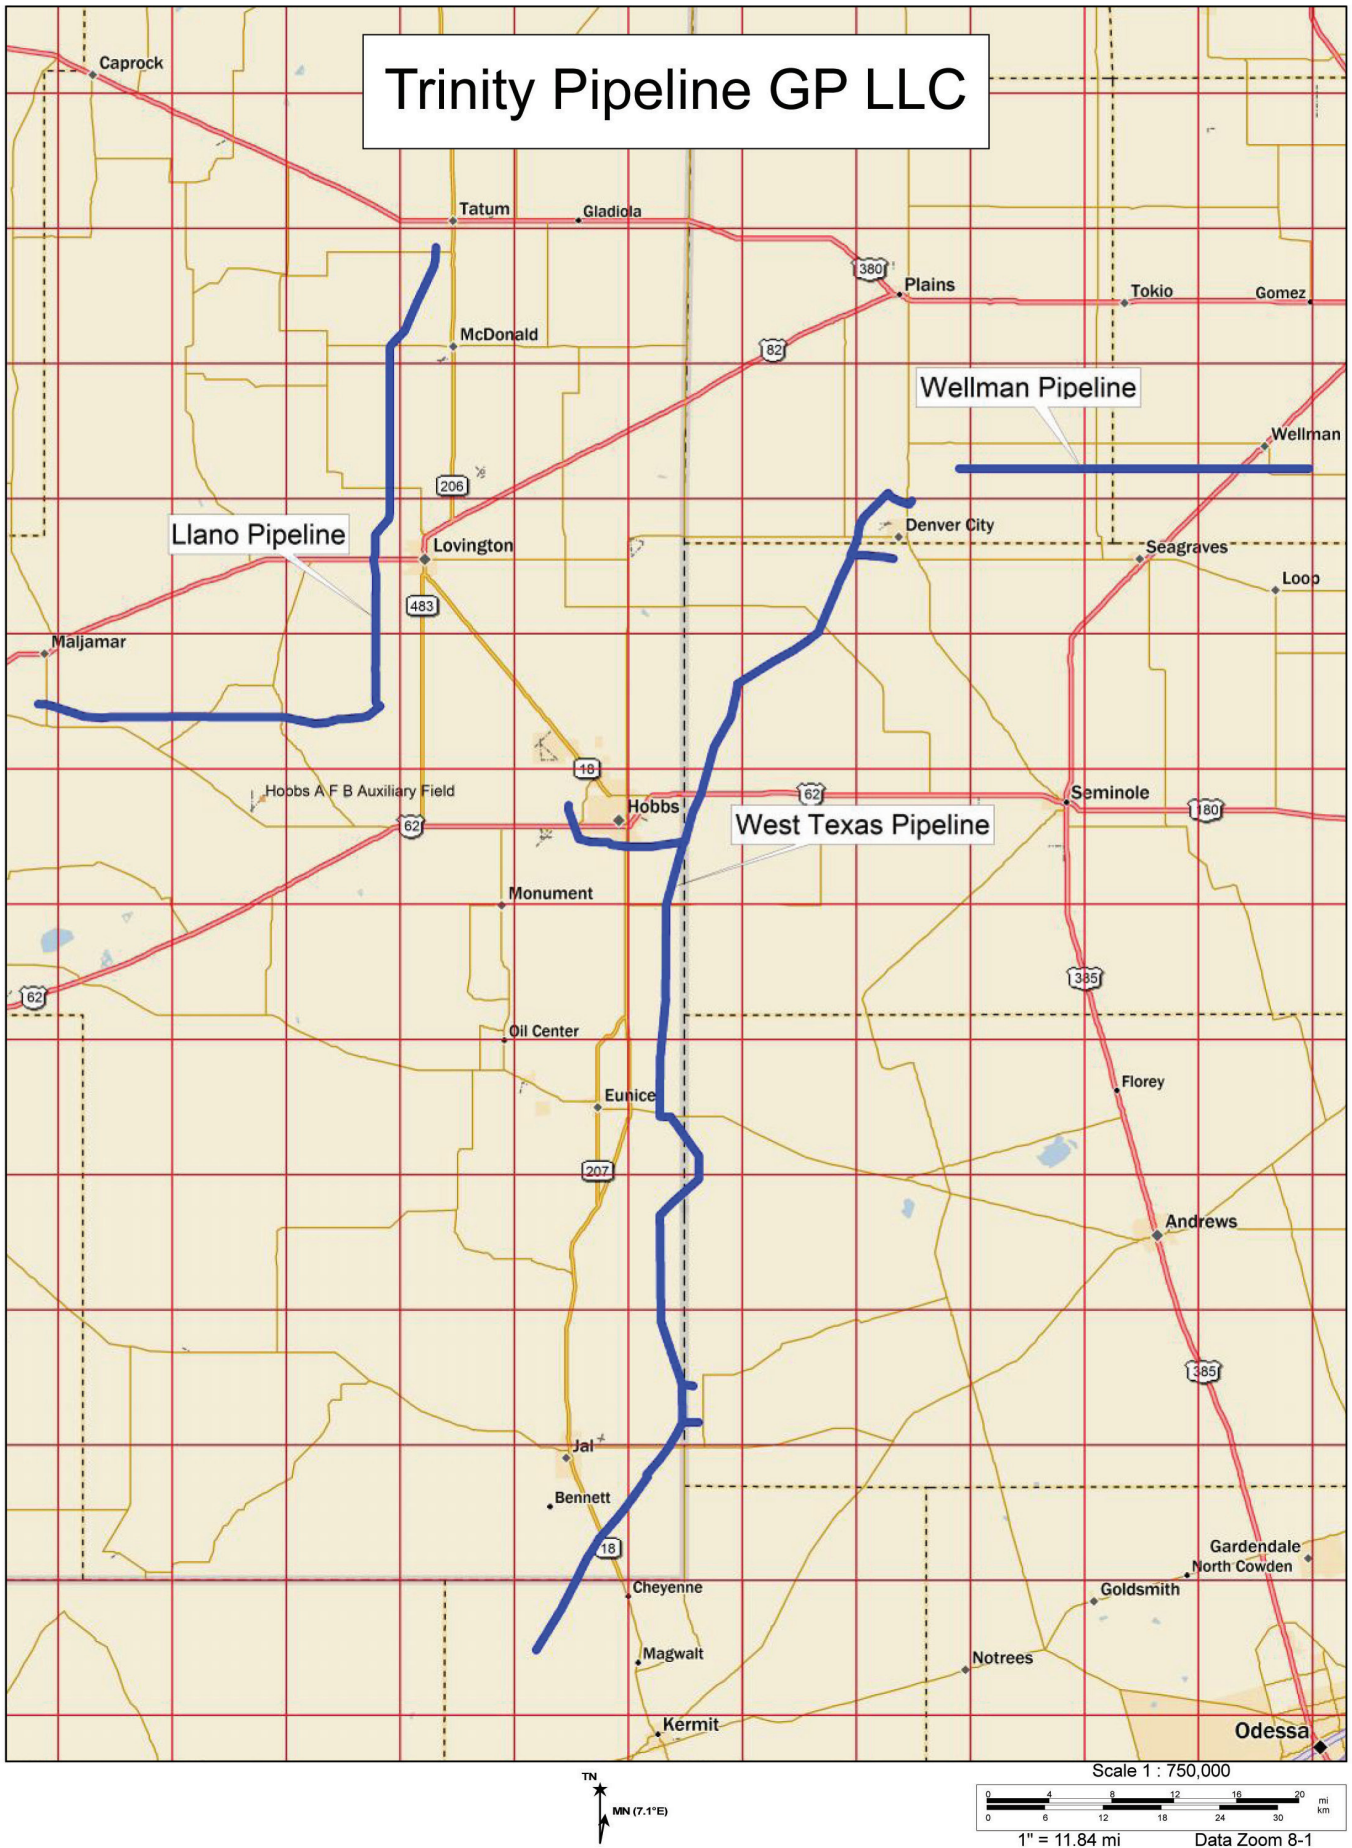 Trinity Pipeline GP LLC
Caprock
Tatum
Gladiola
380
Plains
Tokio
Gomez
McDonald
82
Wellman Pipeline
Wellman
206
Llano Pipeline
Denver City
Lovington
Seagraves
Loop
483
Maljamar
18
Hobbs A F B Auxiliary Field
Hobbs
62
Seminole
180
62
West Texas Pipeline
Monument
62
385
Oil Center
Florey
Eunice
207
Andrews
385
Jal
Bennett
18
Gardendale
North Cowden
Cheyenne
Goldsmith
Magwalt
Notrees
Kermit
Odessa
TN
MN (7.1°E)
Scale 1 : 750,000
0 4 8 12 16 20 mi
0 6 12 18 24 30 km
1" = 11.84 mi Data Zoom 8-1